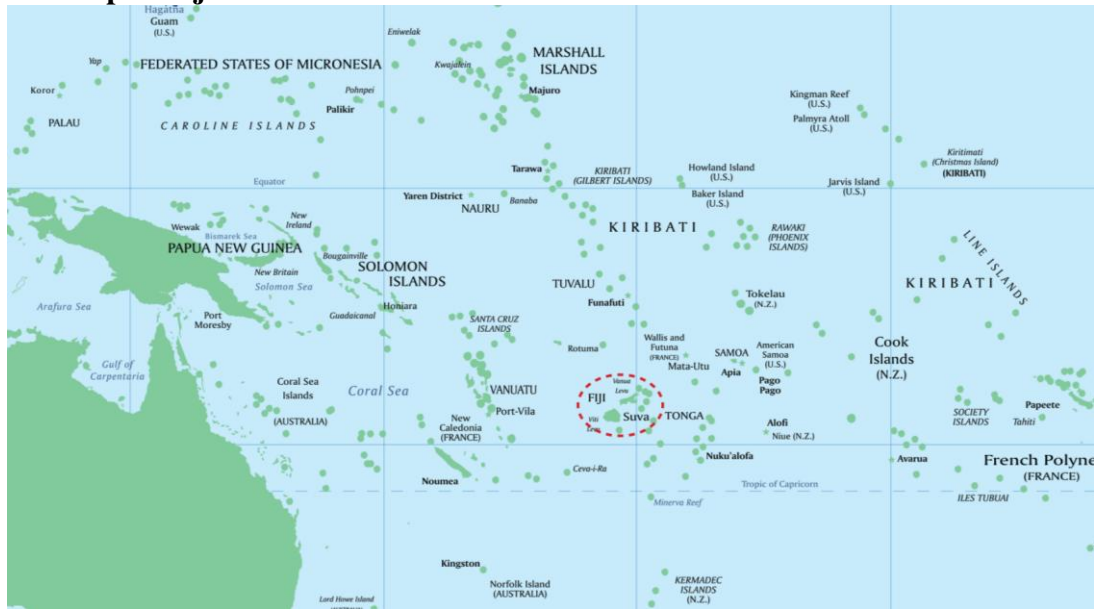 Hagåtña
Guam
(U.S.)
Eniwelak
Yap
FEDERATED STATES OF MICRONESIA
Kwajalein
MARSHALL
ISLANDS
Koror
Pohnpei
Majuro
Palikir
PALAU
CAROLINE ISLANDS
Kingman Reef
(U.S.)
Palmyra Atoll
(U.S.)
Kiritimati
(Christmas Island)
(KIRIBATI)
Tarawa
KIRIBATI
(GILBERT ISLANDS)
Howland Island
(U.S.)
Baker Island
(U.S.)
Jarvis Island
(U.S.)
Equator
Yaren District
NAURU
Banaba
Wewak
Bismarek Sea
New
Ireland
KIRIBATI
RAWAKI
(PHOENIX
ISLANDS)
PAPUA NEW GUINEA
Bougainville
New Britain
Solomon Sea
SOLOMON
ISLANDS
TUVALU
LINE ISLANDS
KIRIBATI
Arafura Sea
Port
Moresby
Guadalcanal
Honiara
Funafuti
Tokelau
(N.Z.)
SANTA CRUZ
ISLANDS
Rotuma
Wallis and
Futuna
(FRANCE)
Mata-Utu
SAMOA
Apia
American
Samoa
(U.S.)
Pago
Pago
Cook
Islands
(N.Z.)
Gulf of
Carpentaria
Coral Sea
Islands
(AUSTRALIA)
Coral Sea
VANUATU
Port-Vila
FIJI
Vanua
Levu
Viti
Levu
Suva
TONGA
Alofi
Niue (N.Z.)
SOCIETY
ISLANDS
Papeete
Tahiti
New
Caledonia
(FRANCE)
Noumea
Ceva-i-Ra
Nuku'alofa
Avarua
French Polyne
(FRANCE)
Tropic of Capricorn
Minerva Reef
ILES TUBUAI
Kingston
Norfolk Island
(AUSTRALIA)
KERMADEC
ISLANDS
(N.Z.)
Lord Howe Island